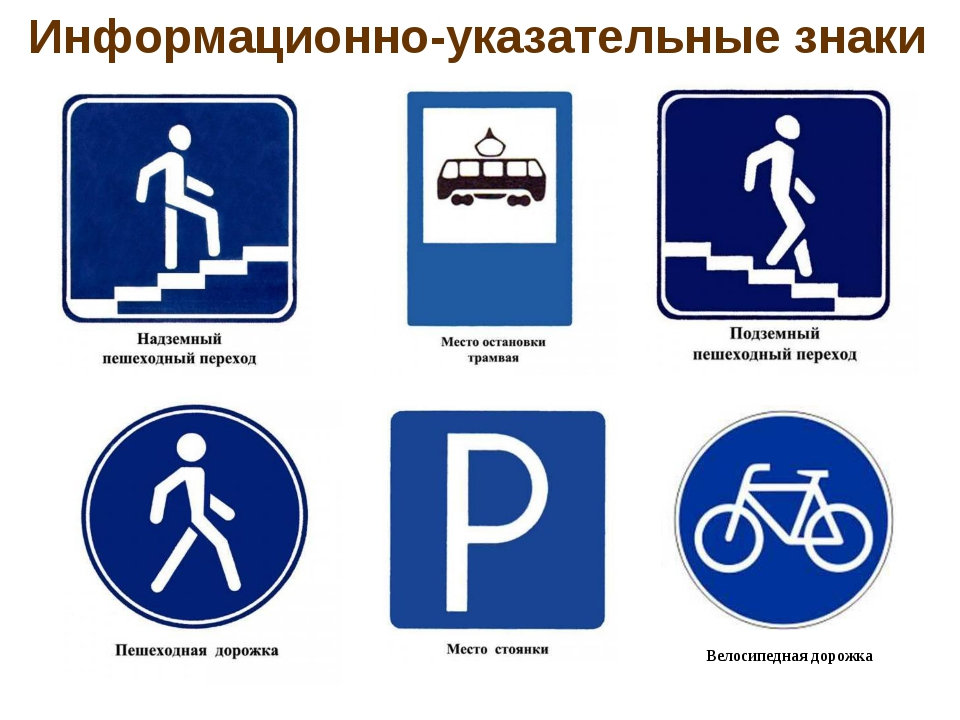 Информационно-указательные знаки
Надземный
пешеходный переход
Место остановки
трамвая
Подземный
пешеходный переход
P
Пешеходная дорожка
Место стоянки
Велосипедная дорожка